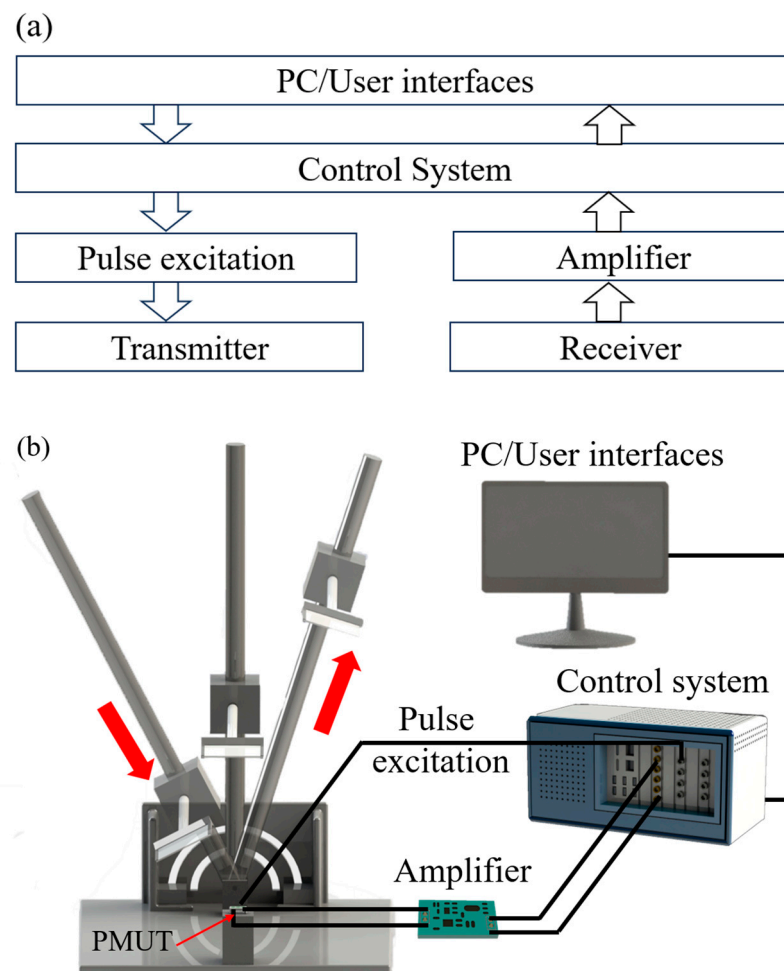 (a)
PC/User interfaces
Control System
Pulse excitation
Amplifier
Transmitter
Receiver
(b)
PC/User interfaces
Control system
Pulse
excitation
Amplifier
PMUT